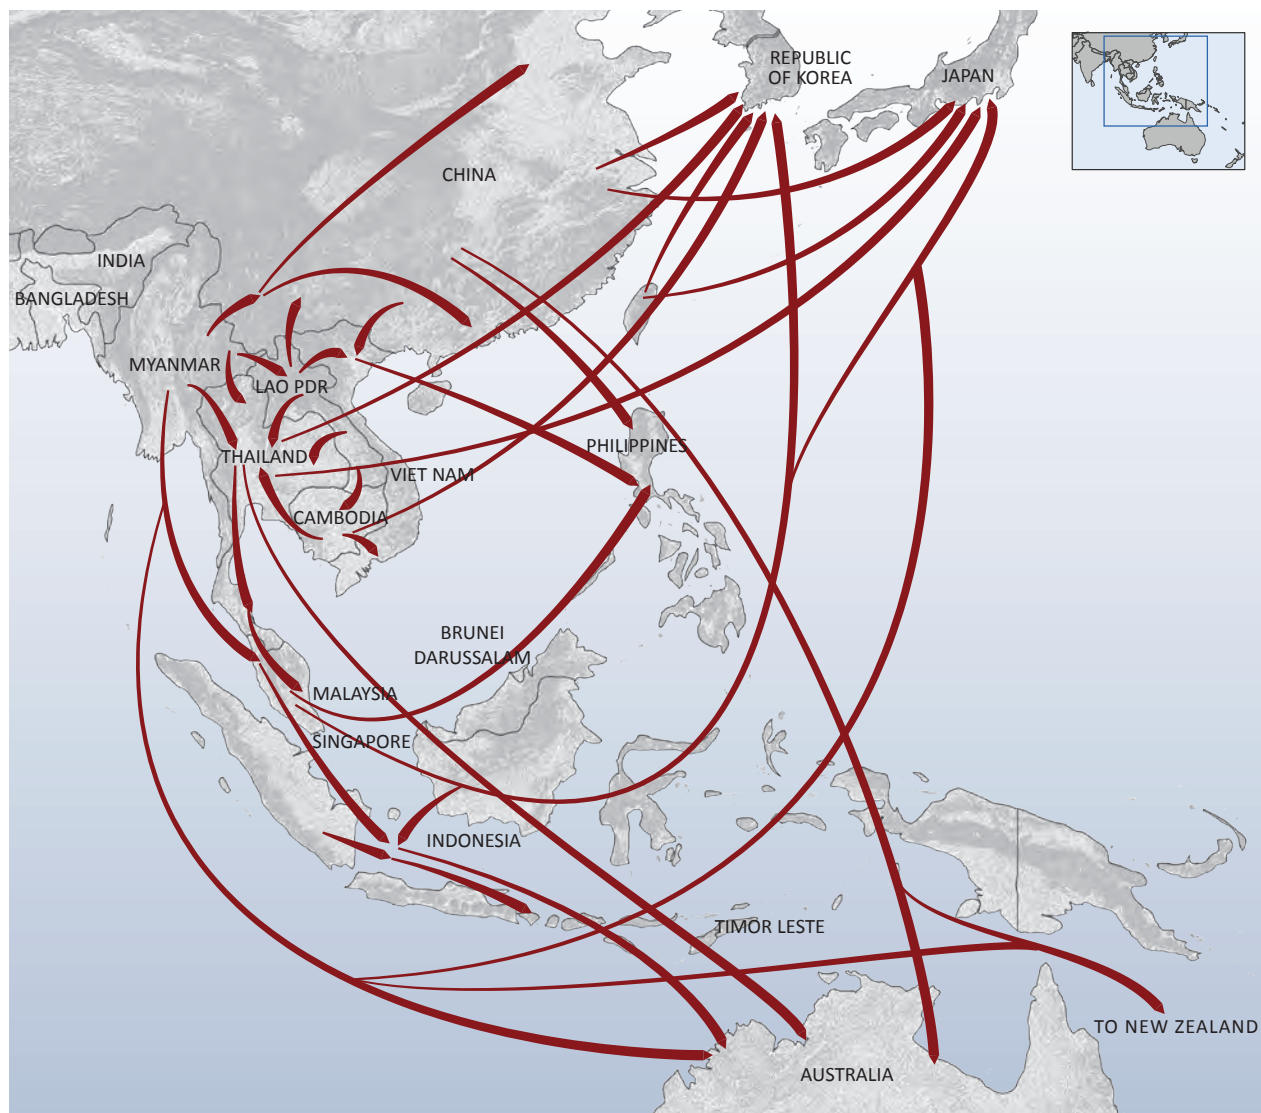 REPUBLIC
OF KOREA
JAPAN
CHINA
INDIA
BANGLADESH
MYANMAR
LAO PDR
PHILIPPINES
THAILAND
VIET NAM
CAMBODIA
BRUNEI
DARUSSALAM
MALAYSIA
SINGAPORE
INDONESIA
TIMOR LESTE
TO NEW ZEALAND
AUSTRALIA